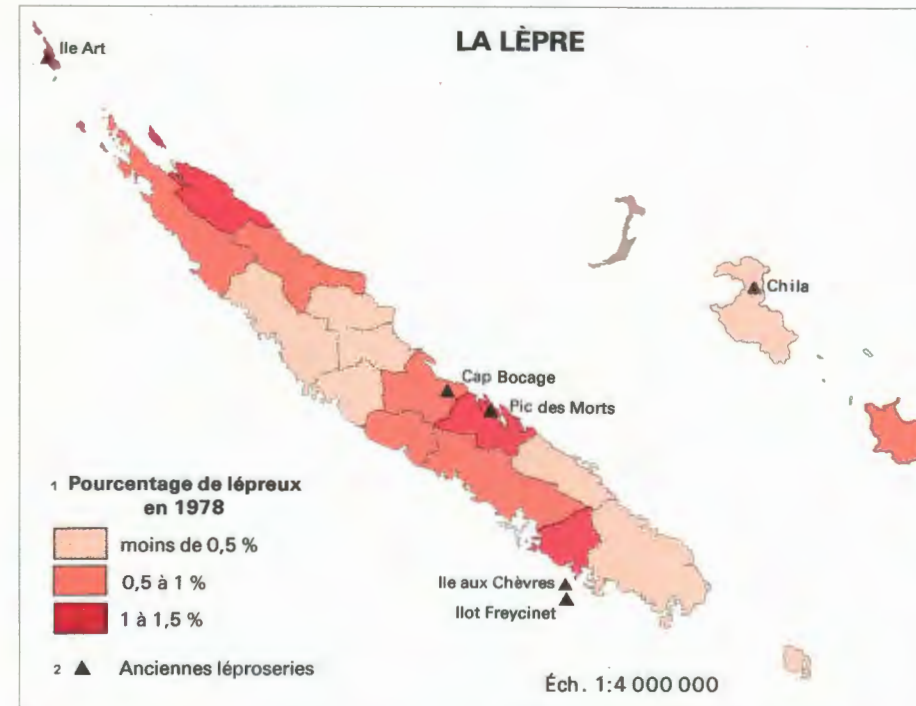 LA LÈPRE
Ile Art
Chila
Cap Bocage
Pic des Morts
1 Pourcentage de lépreux
en 1978
moins de 0,5 %
0,5 à 1 %
1 à 1,5 %
2 Anciennes léproseries
Ile aux Chèvres
Ilot Freycinet
Éch. 1:4 000 000